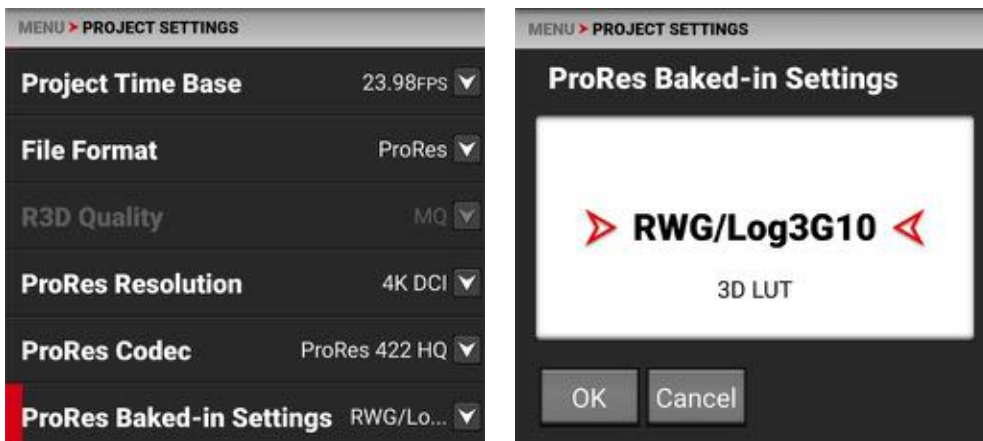 MENU > PROJECT SETTINGS
Project Time Base 23.98FPS
File Format ProRes
R3D Quality MQ
ProRes Resolution 4K DCI
ProRes Codec ProRes 422 HQ
ProRes Baked-in Settings RWG/Lo...
MENU > PROJECT SETTINGS
ProRes Baked-in Settings
RWG/Log3G10
3D LUT
OK Cancel